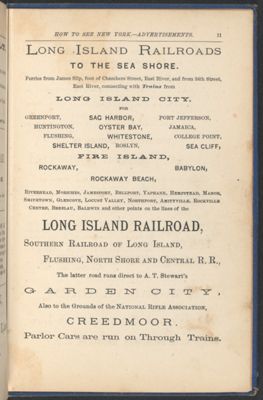 HOW TO SEE NEW YORK.—ADVERTISEMENTS. 11
LONG ISLAND RAILROADS
TO THE SEA SHORE.
Ferries from James Slip, foot of Chambers Street, East River, and from 34th Street,
East River, connecting with Trains from
LONG ISLAND CITY.
FOR
GREENPORT, SAG HARBOR, PORT JEFFERSON,
HUNTINGTON, OYSTER BAY, JAMAICA,
FLUSHING, WHITESTONE, COLLEGE POINT,
SHELTER ISLAND, ROSLYN, SEA CLIFF,
FIRE ISLAND,
ROCKAWAY, BABYLON,
ROCKAWAY BEACH,
RIVERHEAD, MORICHES, JAMESPORT, BELLPORT, YAPHANK, HEMPSTEAD, MANOR,
SMITHTOWN, GLENCOVE, LOCUST VALLEY, NORTHPORT, AMITYVILLE, ROCKVILLE
CENTRE, BRESLAU, BALDWIN and other points on the lines of the
LONG ISLAND RAILROAD,
SOUTHERN RAILROAD OF LONG ISLAND,
FLUSHING, NORTH SHORE AND CENTRAL R. R.,
The latter road runs direct to A. T. Stewart's
GARDEN CITY,
Also to the Grounds of the NATIONAL RIFLE ASSOCIATION,
CREEDMOOR.
Parlor Cars are run on Through Trains.